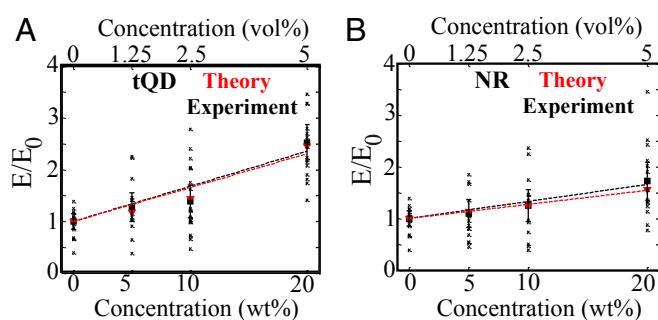 A
Concentration (vol%)
0 1.25 2.5 5
4
3
2
1
0
E/E0
tQD Theory
Experiment
0 5 10 20
Concentration (wt%)
B
Concentration (vol%)
0 1.25 2.5 5
4
3
2
1
0
E/E0
NR Theory
Experiment
0 5 10 20
Concentration (wt%)